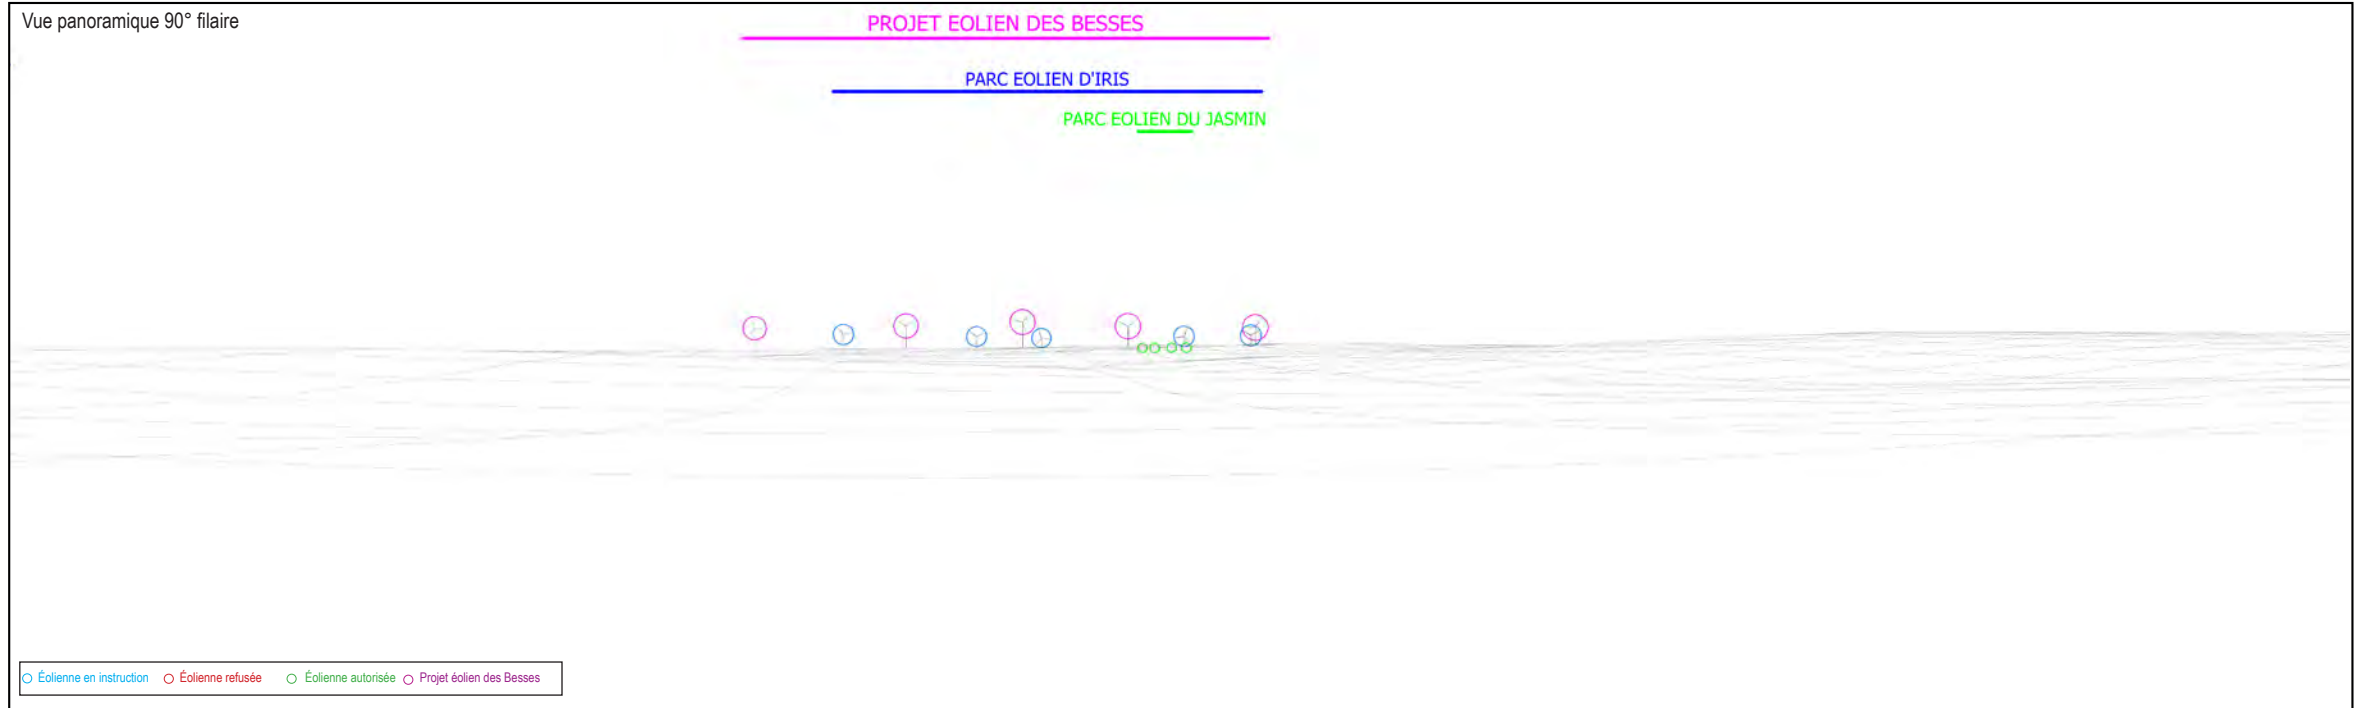 Vue panoramique 90° filaire
PROJET EOLIEN DES BESSES
PARC EOLIEN D'IRIS
PARC EOLIEN DU JASMIN
Éolienne en instruction Éolienne refusée Éolienne autorisée Projet éolien des Besses